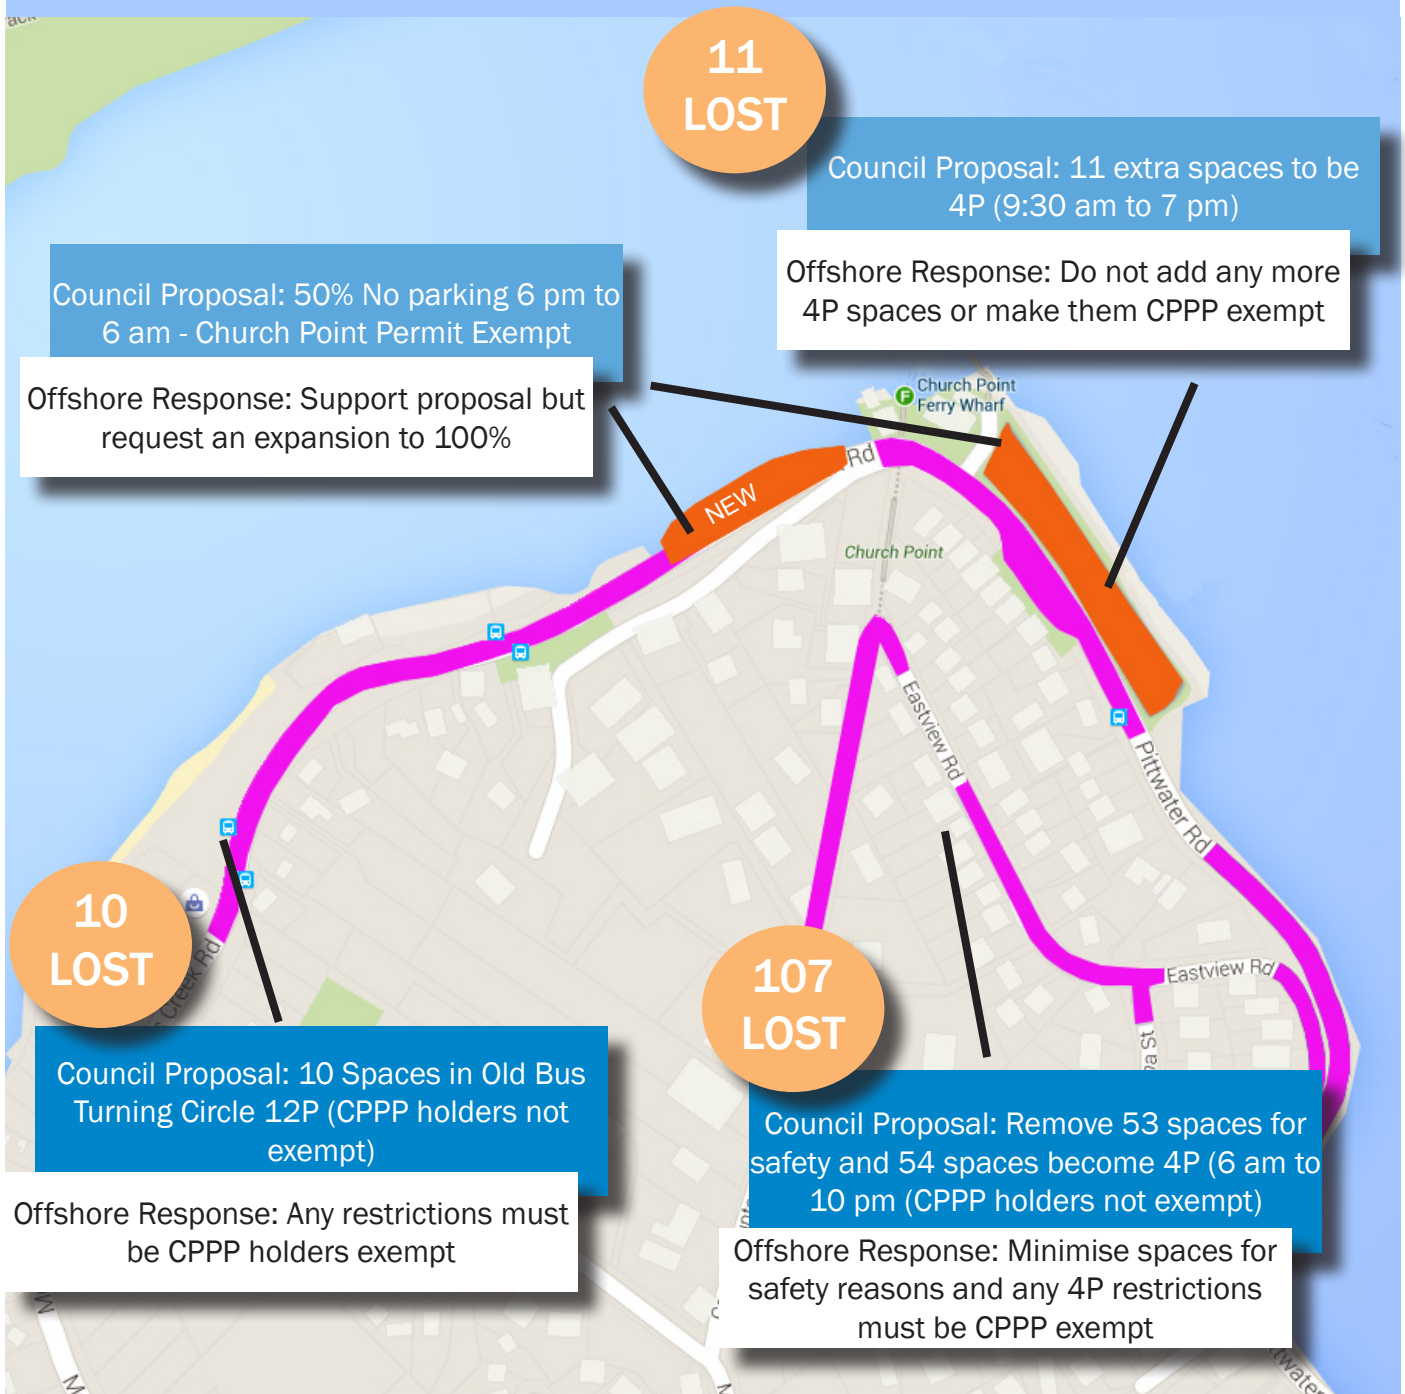 11
LOST
Council Proposal: 11 extra spaces to be
4P (9:30 am to 7 pm)
Offshore Response: Do not add any more
4P spaces or make them CPPP exempt
Council Proposal: 50% No parking 6 pm to
6 am - Church Point Permit Exempt
Offshore Response: Support proposal but
request an expansion to 100%
Church Point
Ferry Wharf
F
Rd
NEW
Church Point
Eastview Rd
Pittwater Rd
Eastview Rd
10
LOST
Creek Rd
107
LOST
Council Proposal: 10 Spaces in Old Bus
Turning Circle 12P (CPPP holders not
exempt)
Offshore Response: Any restrictions must
be CPPP holders exempt
Council Proposal: Remove 53 spaces for
safety and 54 spaces become 4P (6 am to
10 pm (CPPP holders not exempt)
Offshore Response: Minimise spaces for
safety reasons and any 4P restrictions
must be CPPP exempt